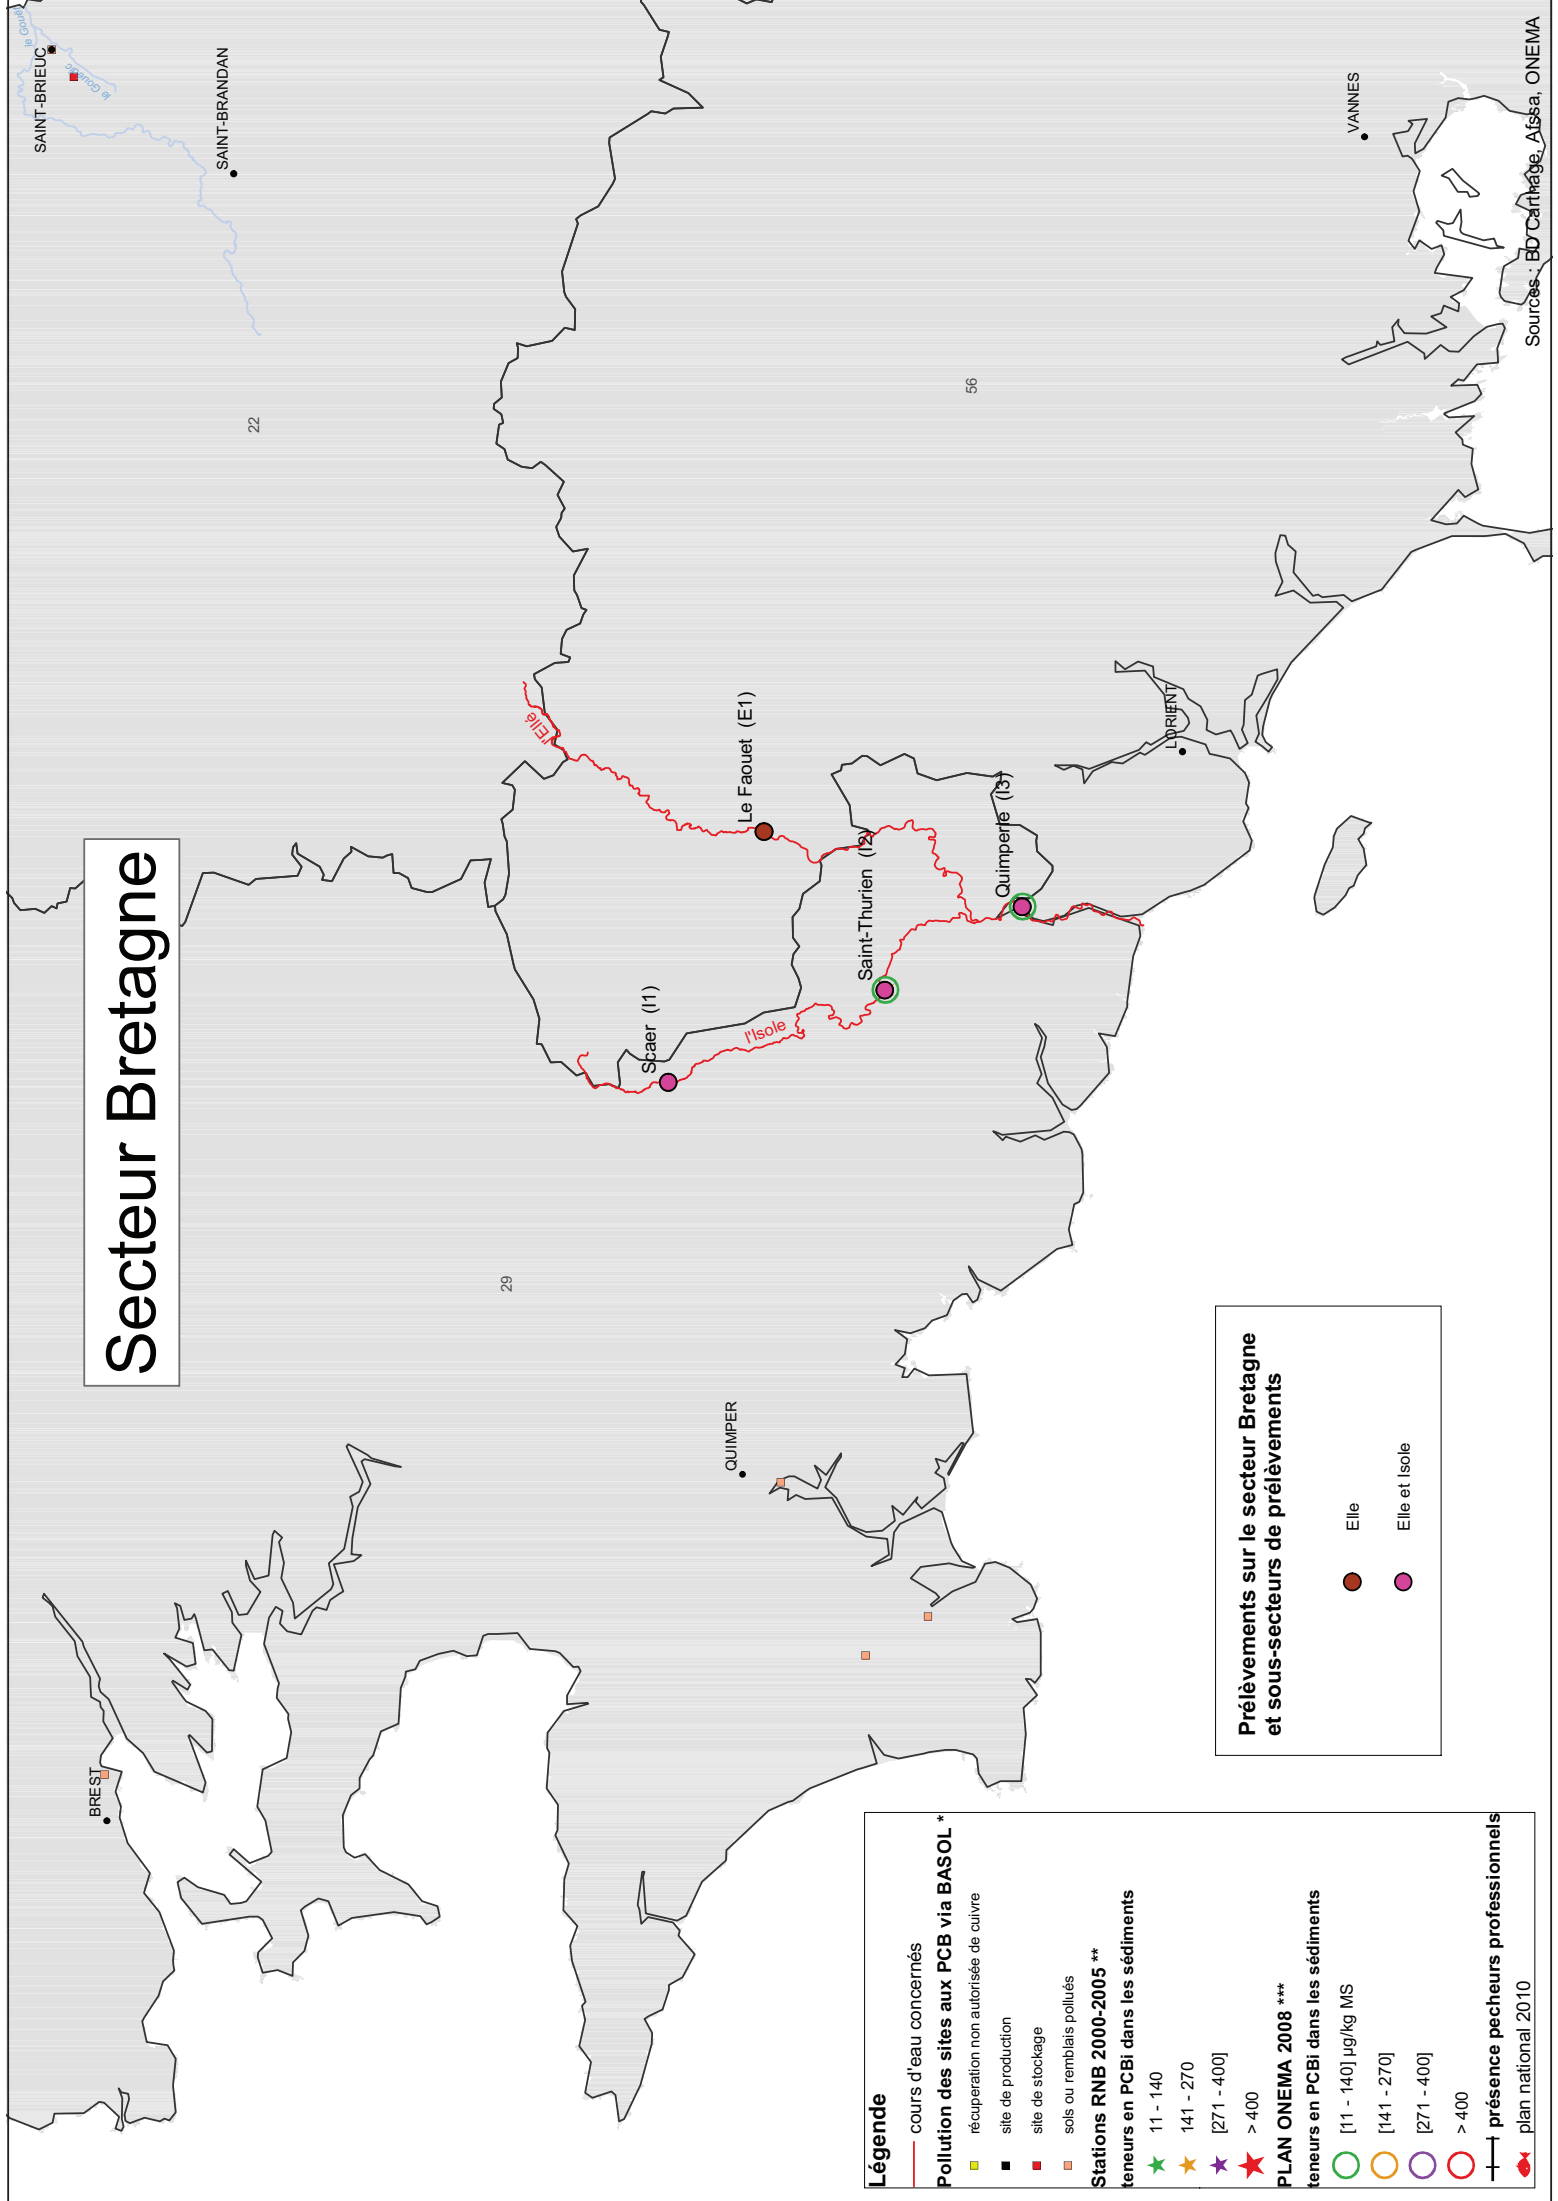 Secteur Bretagne
SAINT-BRIEUC
le Gouët
le Gouédic
SAINT-BRANDAN
22
BREST
29
l'Ellé
Scaer (I1)
l'Isole
Le Faouet (E1)
QUIMPER
Saint-Thurien (I2)
Quimperle (I3)
56
LORIENT
VANNES
Légende
cours d'eau concernés
Pollution des sites aux PCB via BASOL *
récuperation non autorisée de cuivre
site de production
site de stockage
sols ou remblais pollués
Stations RNB 2000-2005 **
teneurs en PCBi dans les sédiments
11 - 140
141 - 270
[271 - 400]
> 400
PLAN ONEMA 2008 ***
teneurs en PCBi dans les sédiments
[11 - 140] µg/kg MS
[141 - 270]
[271 - 400]
> 400
présence pecheurs professionnels
plan national 2010
Prélèvements sur le secteur Bretagne
et sous-secteurs de prélèvements
Elle
Elle et Isole
Sources : BD Carthage, Afssa, ONEMA